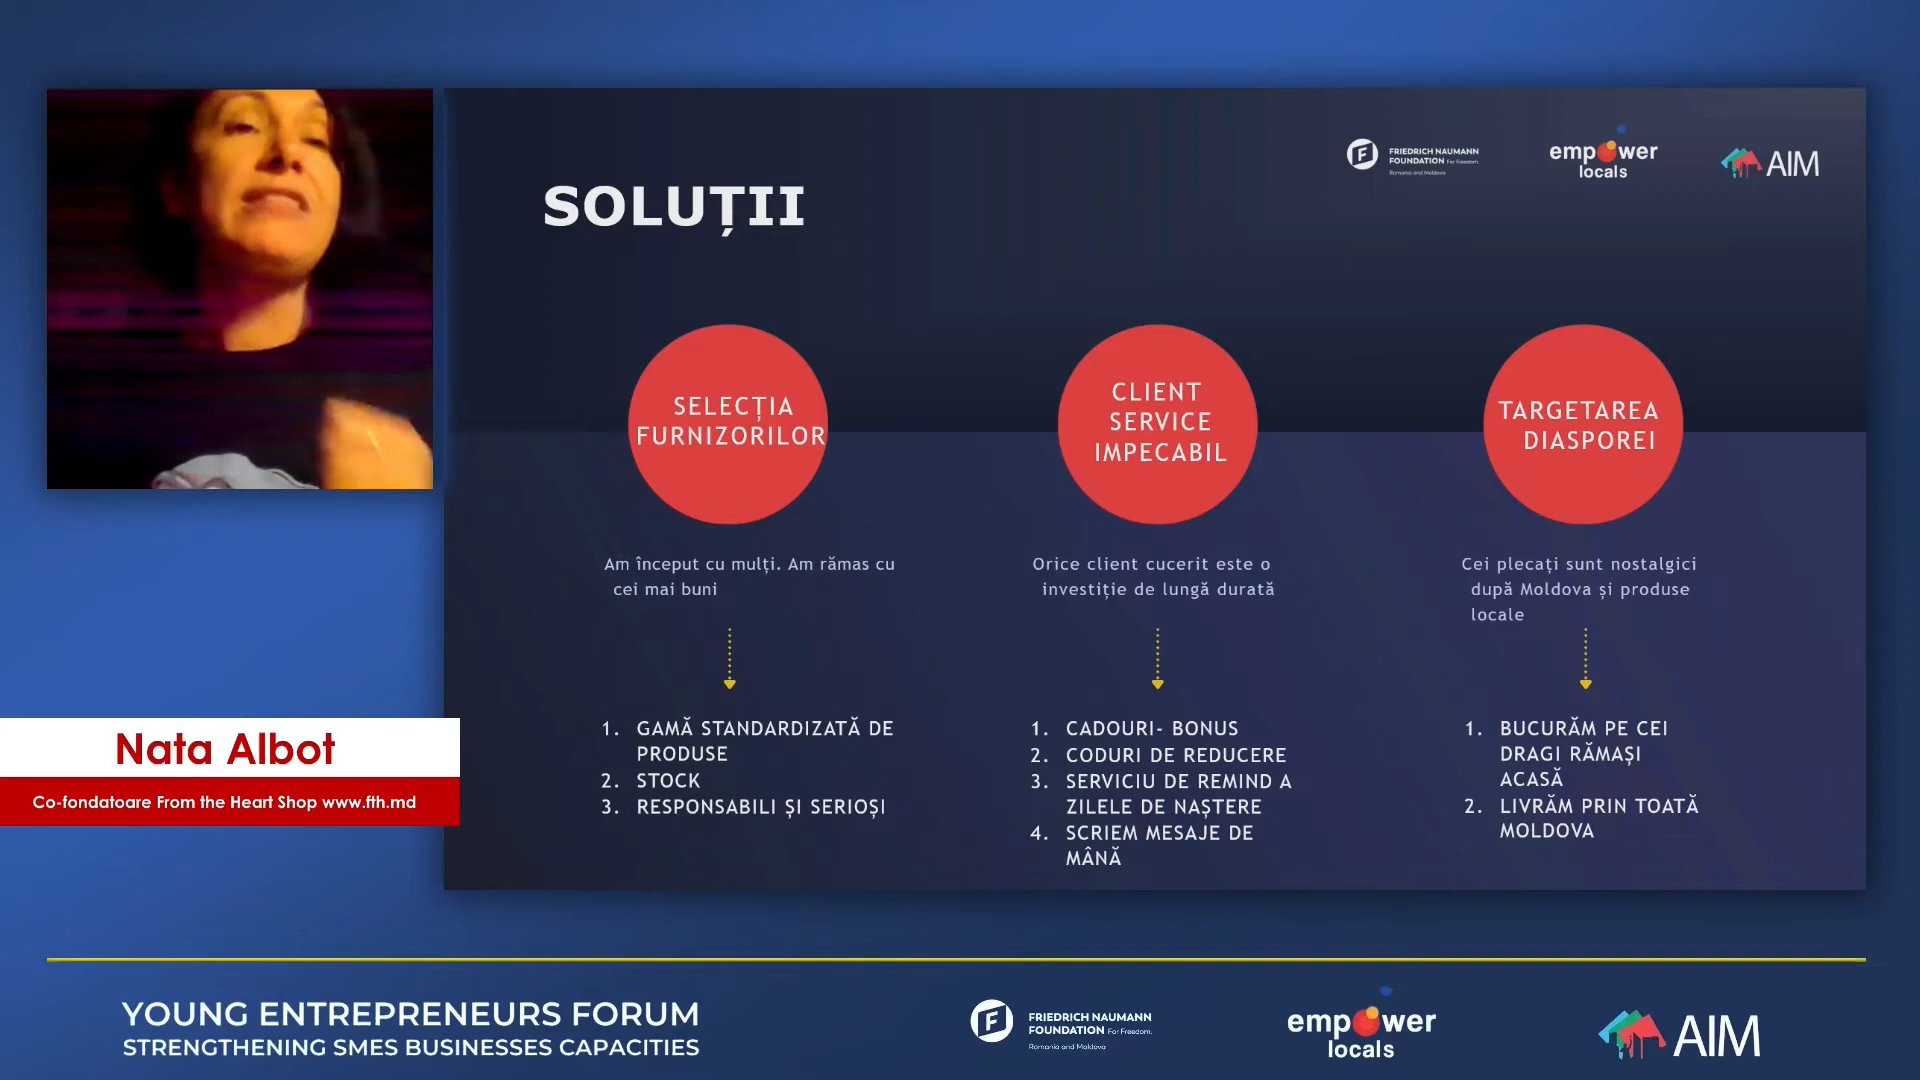 FRIEDRICH NAUMANN
FOUNDATION For Freedom.
Romania and Moldova
empower
locals
AIM
SOLUȚII
SELECȚIA
FURNIZORILOR
Am început cu mulți. Am rămas cu
cei mai buni
1. GAMĂ STANDARDIZATĂ DE
PRODUSE
2. STOCK
3. RESPONSABILI ȘI SERIOȘI
CLIENT
SERVICE
IMPECABIL
Orice client cucerit este o
investiție de lungă durată
1. CADOURI- BONUS
2. CODURI DE REDUCERE
3. SERVICIU DE REMIND A
ZILELE DE NAȘTERE
4. SCRIEM MESAJE DE
MÂNĂ
TARGETAREA
DIASPOREI
Cei plecați sunt nostalgici
după Moldova și produse
locale
1. BUCURĂM PE CEI
DRAGI RĂMAȘI
ACASĂ
2. LIVRĂM PRIN TOATĂ
MOLDOVA
Nata Albot
Co-fondatoare From the Heart Shop www.fth.md
YOUNG ENTREPRENEURS FORUM
STRENGTHENING SMES BUSINESSES CAPACITIES
FRIEDRICH NAUMANN
FOUNDATION For Freedom.
Romania and Moldova
empower
locals
AIM